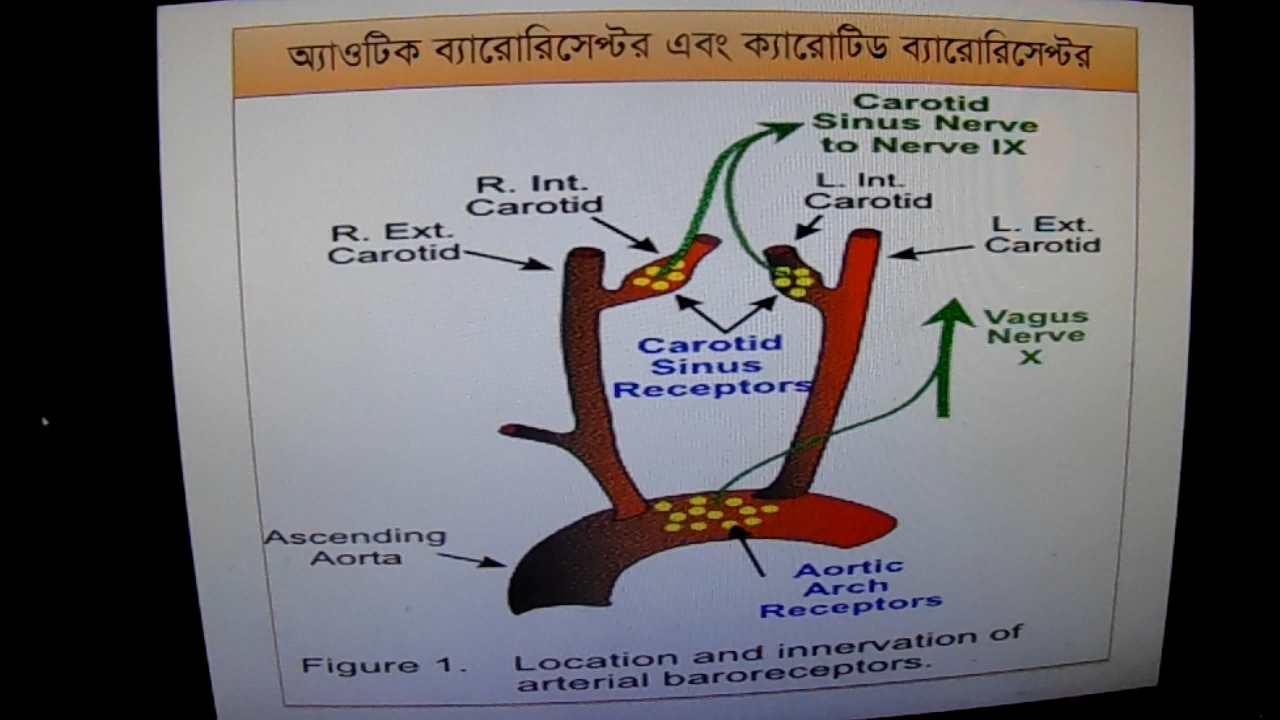 অ্যাওটিক ব্যারোরিসেপ্টর এবং ক্যারোটিড ব্যারোরিসেপ্টর
Carotid
Sinus Nerve
to Nerve IX
R. Int.
Carotid
L. Int.
Carotid
R. Ext.
Carotid
L. Ext.
Carotid
Vagus
Nerve
X
Carotid
Sinus
Receptors
Ascending
Aorta
Aortic
Arch
Receptors
Figure 1. Location and innervation of
arterial baroreceptors.